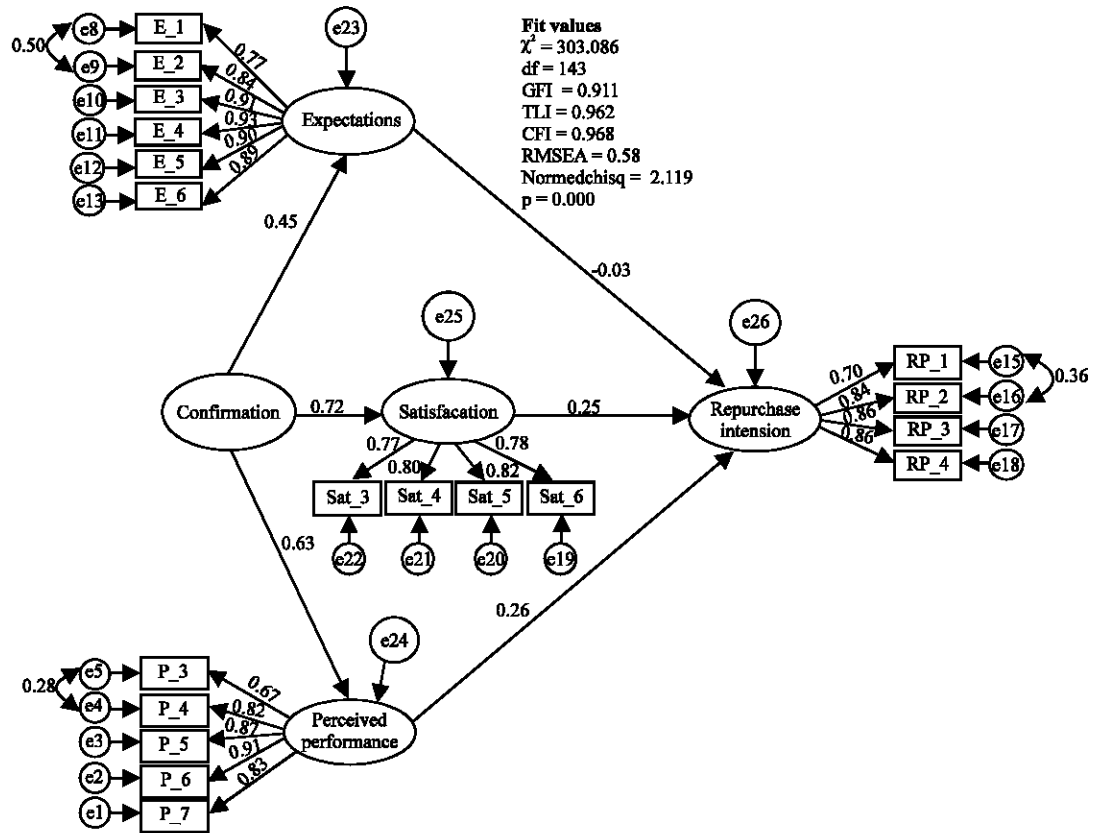 Fit values
χ² = 303.086
df = 143
GFI = 0.911
TLI = 0.962
CFI = 0.968
RMSEA = 0.58
Normedchisq = 2,119
p = 0.000
e8
E_1
0.77
e23
0.50
e9
E_2
0.84
e10
E_3
0.91
Expectations
e11
E_4
0.93
e12
E_5
0.90
e13
E_6
0.89
0.45
-0.03
e25
e26
Confirmation
0.72
Satisfacation
0.25
Repurchase
intension
0.70
RP_1
e15
0.36
0.84
RP_2
e16
0.86
RP_3
e17
0.86
RP_4
e18
0.77
0.80
0.82
0.78
Sat_3
Sat_4
Sat_5
Sat_6
e22
e21
e20
e19
0.63
0.26
e24
e5
P_3
0.67
0.28
e4
P_4
0.82
e3
P_5
0.87
Perceived
performance
e2
P_6
0.91
e1
P_7
0.83